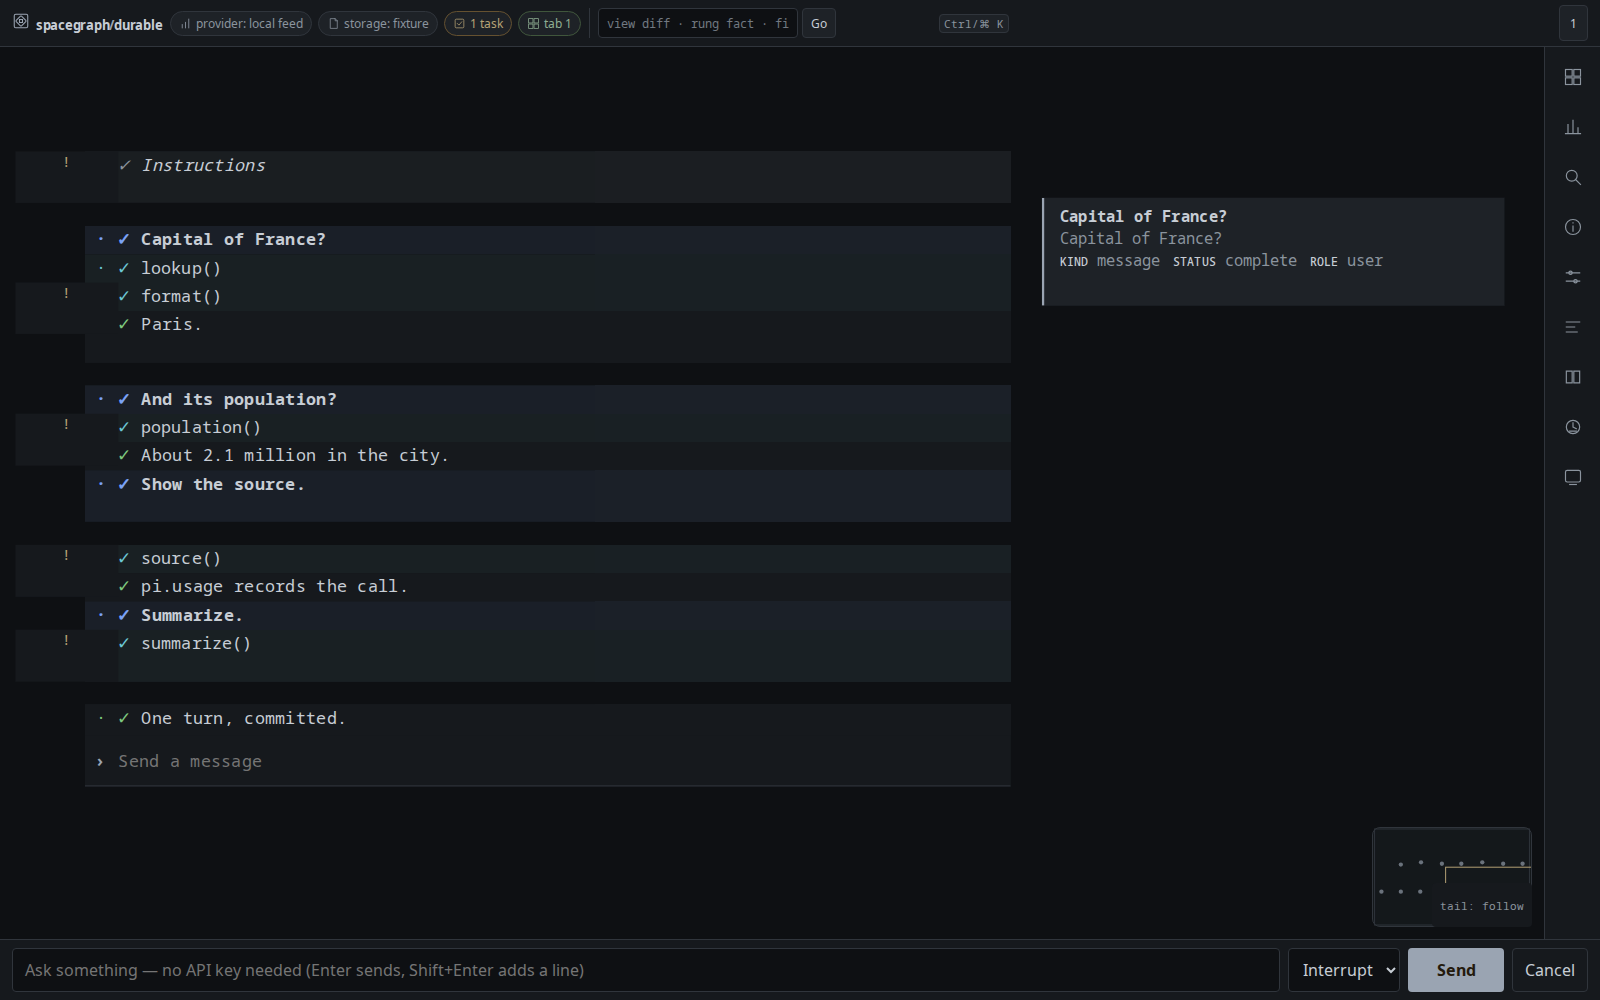 spacegraph/durable provider: local feed storage: fixture 1 task tab 1 view diff · rung fact · fi Go Ctrl/⌘ K 1
! ✓ Instructions
· ✓ Capital of France?
· ✓ lookup()
! ✓ format()
✓ Paris.
· ✓ And its population?
! ✓ population()
✓ About 2.1 million in the city.
· ✓ Show the source.
! ✓ source()
✓ pi.usage records the call.
· ✓ Summarize.
! ✓ summarize()
· ✓ One turn, committed.
› Send a message
Capital of France?
Capital of France?
KIND message STATUS complete ROLE user
tail: follow
Ask something — no API key needed (Enter sends, Shift+Enter adds a line) Interrupt Send Cancel